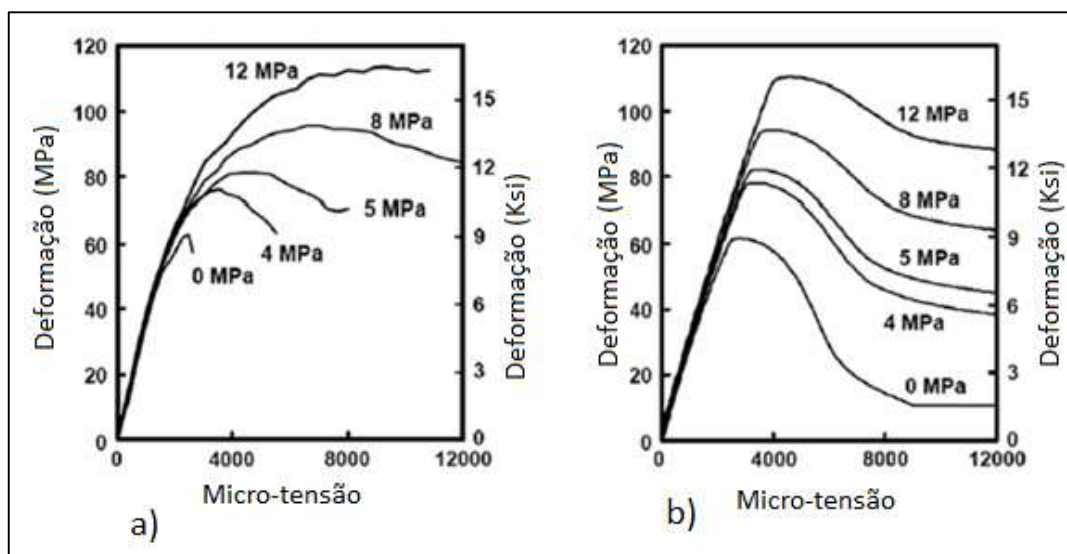 120
100
80
60
40
20
0
Deformação (MPa)
12 MPa
8 MPa
5 MPa
4 MPa
0 MPa
15
12
9
6
3
0
Deformação (Ksi)
0 4000 8000 12000
Micro-tensão
a)
120
100
80
60
40
20
0
Deformação (MPa)
12 MPa
8 MPa
5 MPa
4 MPa
0 MPa
15
12
9
6
3
0
Deformação (Ksi)
0 4000 8000 12000
Micro-tensão
b)